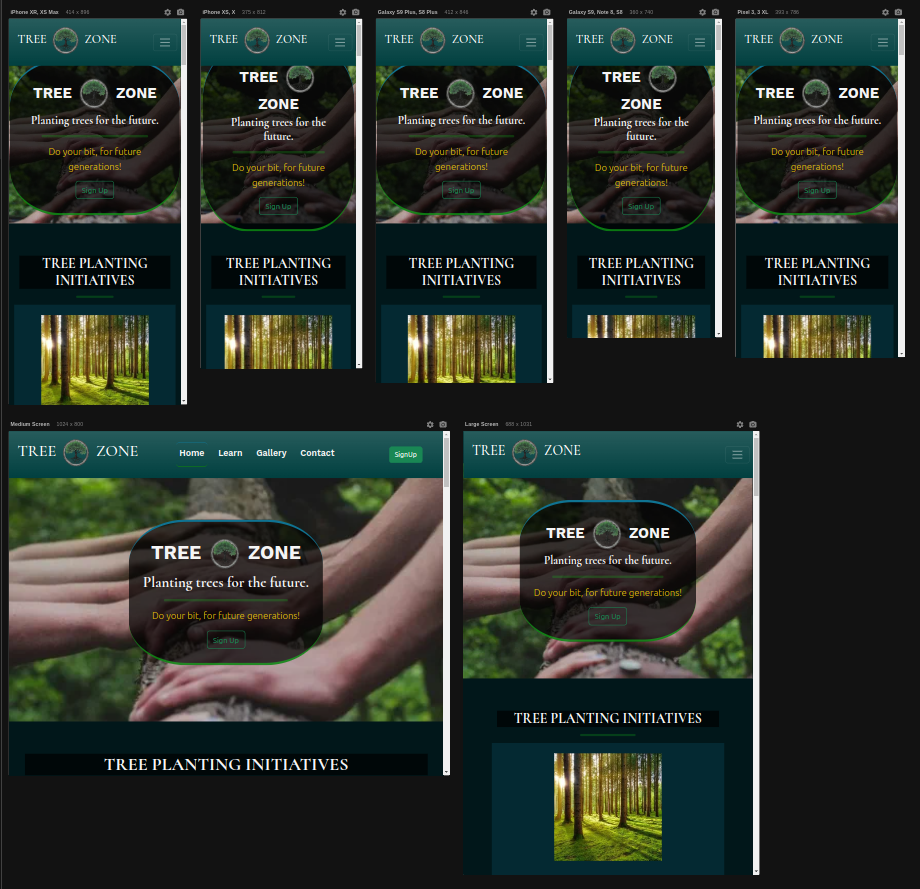 iPhone XR, XS Max 414 x 896
TREE ZONE
TREE ZONE
Planting trees for the future.
Do your bit, for future
generations!
Sign Up
TREE PLANTING
INITIATIVES
iPhone XS, X 375 x 812
TREE ZONE
TREE
ZONE
Planting trees for the
future.
Do your bit, for future
generations!
Sign Up
TREE PLANTING
INITIATIVES
Galaxy S9 Plus, S8 Plus 412 x 846
TREE ZONE
TREE ZONE
Planting trees for the future.
Do your bit, for future
generations!
Sign Up
TREE PLANTING
INITIATIVES
Galaxy S9, Note 8, S8 360 x 740
TREE ZONE
TREE
ZONE
Planting trees for the
future.
Do your bit, for future
generations!
Sign Up
TREE PLANTING
INITIATIVES
Pixel 3, 3 XL 393 x 786
TREE ZONE
TREE ZONE
Planting trees for the future.
Do your bit, for future
generations!
Sign Up
TREE PLANTING
INITIATIVES
Medium Screen 1024 x 800
TREE ZONE Home Learn Gallery Contact SignUp
TREE ZONE
Planting trees for the future.
Do your bit, for future generations!
Sign Up
TREE PLANTING INITIATIVES
Large Screen
TREE ZONE
TREE ZONE
Planting trees for the future.
Do your bit, for future generations!
Sign Up
TREE PLANTING INITIATIVES